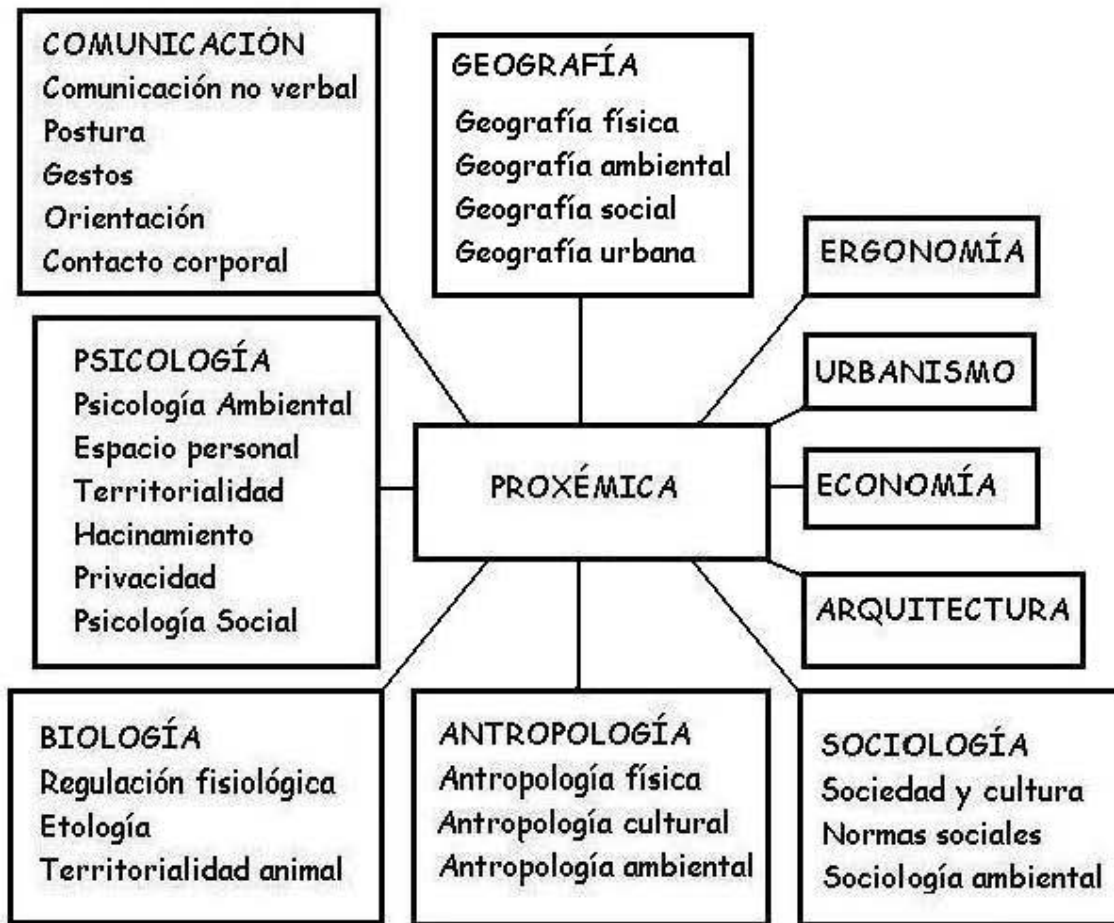 COMUNICACIÓN
Comunicación no verbal
Postura
Gestos
Orientación
Contacto corporal
GEOGRAFÍA
Geografía física
Geografía ambiental
Geografía social
Geografía urbana
ERGONOMÍA
PSICOLOGÍA
Psicología Ambiental
Espacio personal
Territorialidad
Hacinamiento
Privacidad
Psicología Social
PROXÉMICA
URBANISMO
ECONOMÍA
ARQUITECTURA
BIOLOGÍA
Regulación fisiológica
Etología
Territorialidad animal
ANTROPOLOGÍA
Antropología física
Antropología cultural
Antropología ambiental
SOCIOLOGÍA
Sociedad y cultura
Normas sociales
Sociología ambiental